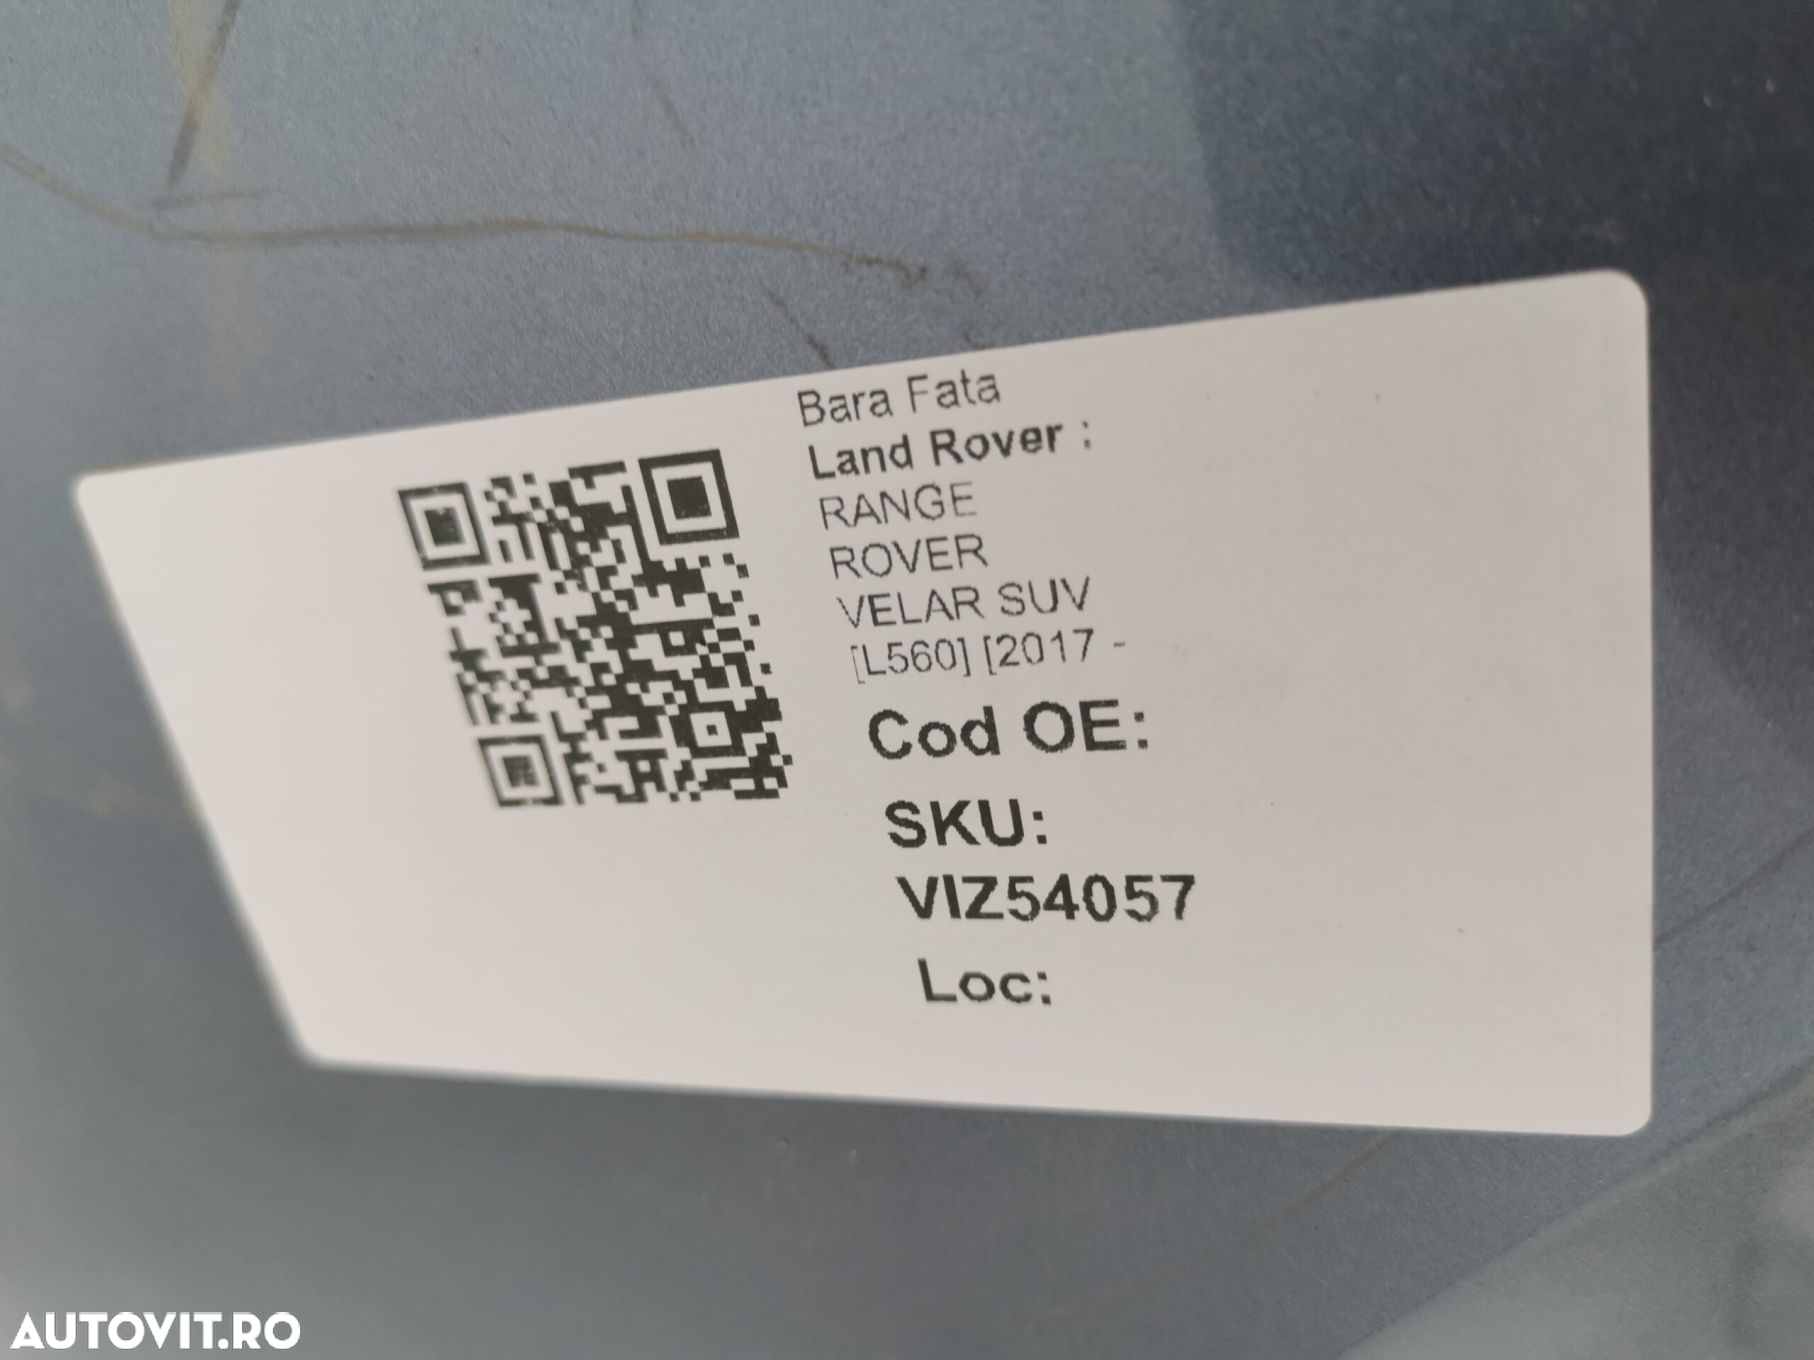 Bara Fata
Land Rover :
RANGE
ROVER
VELAR SUV
[L560] [2017 -
Cod OE:
SKU:
VIZ54057
Loc:
AUTOVIT.RO